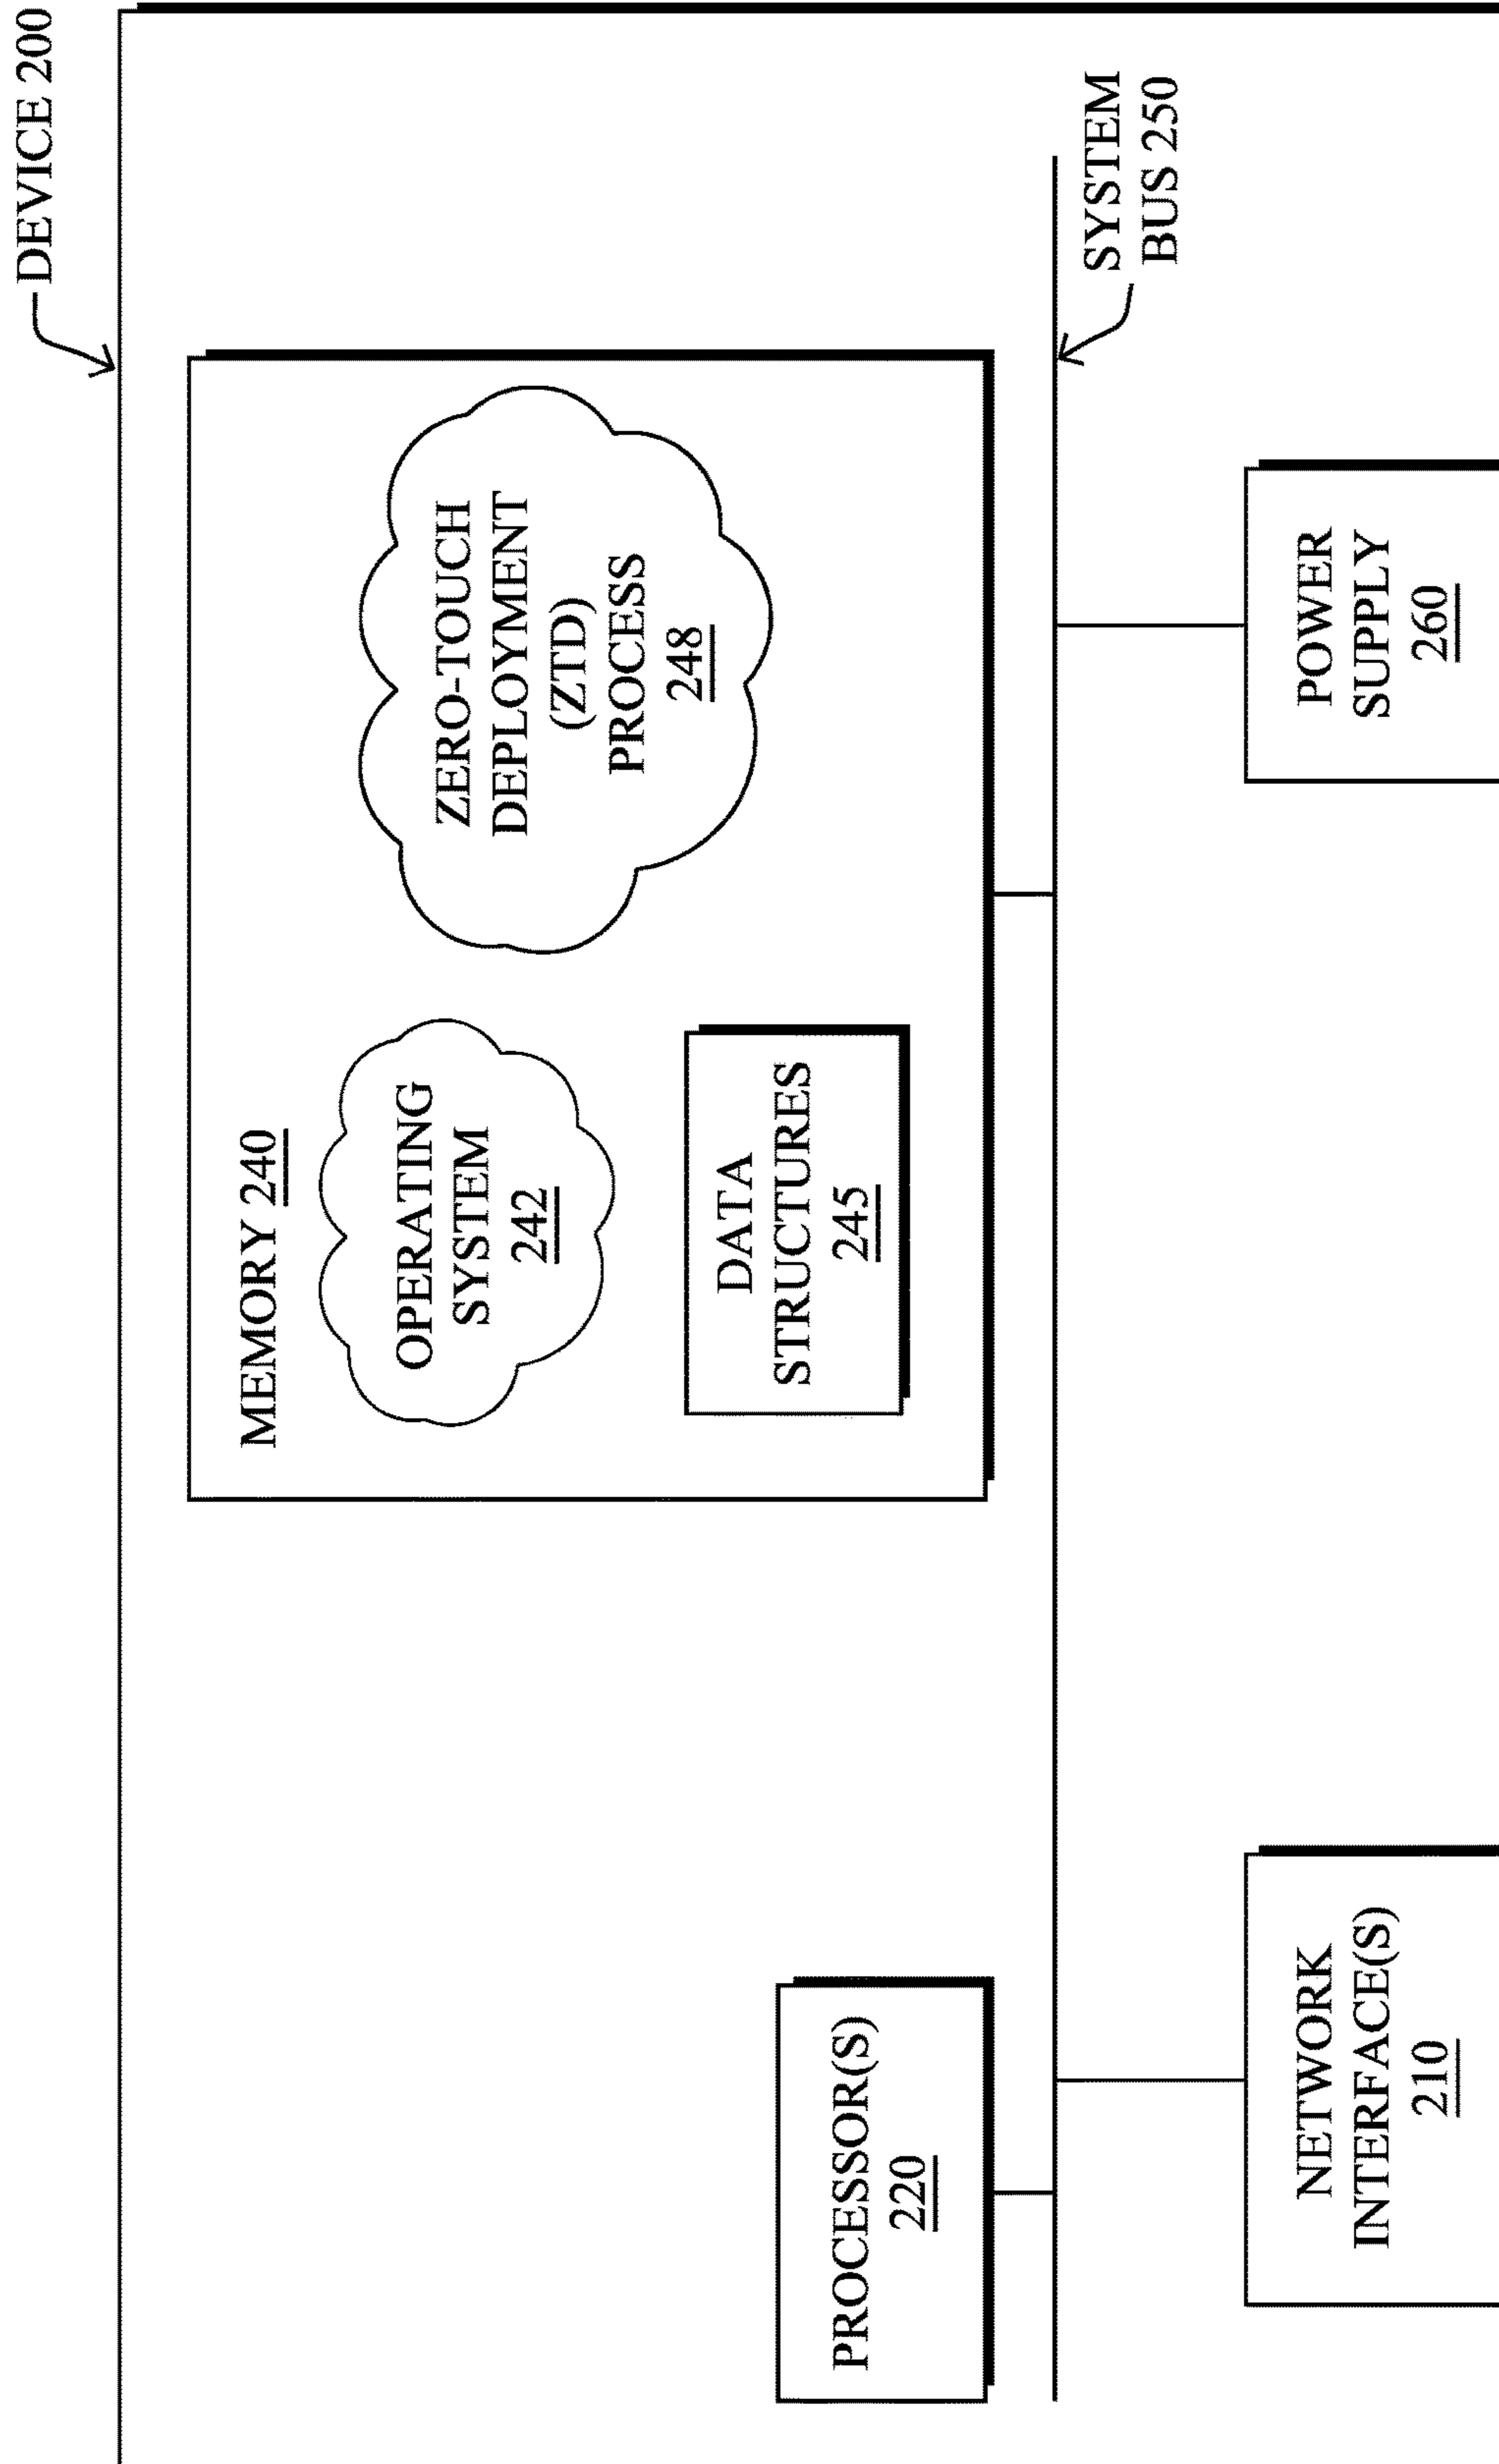 DEVICE 200
MEMORY 240
OPERATING
SYSTEM
242
DATA
STRUCTURES
245
ZERO-TOUCH
DEPLOYMENT
(ZTD)
PROCESS
248
PROCESSOR(S)
220
SYSTEM
BUS 250
NETWORK
INTERFACE(S)
210
POWER
SUPPLY
260